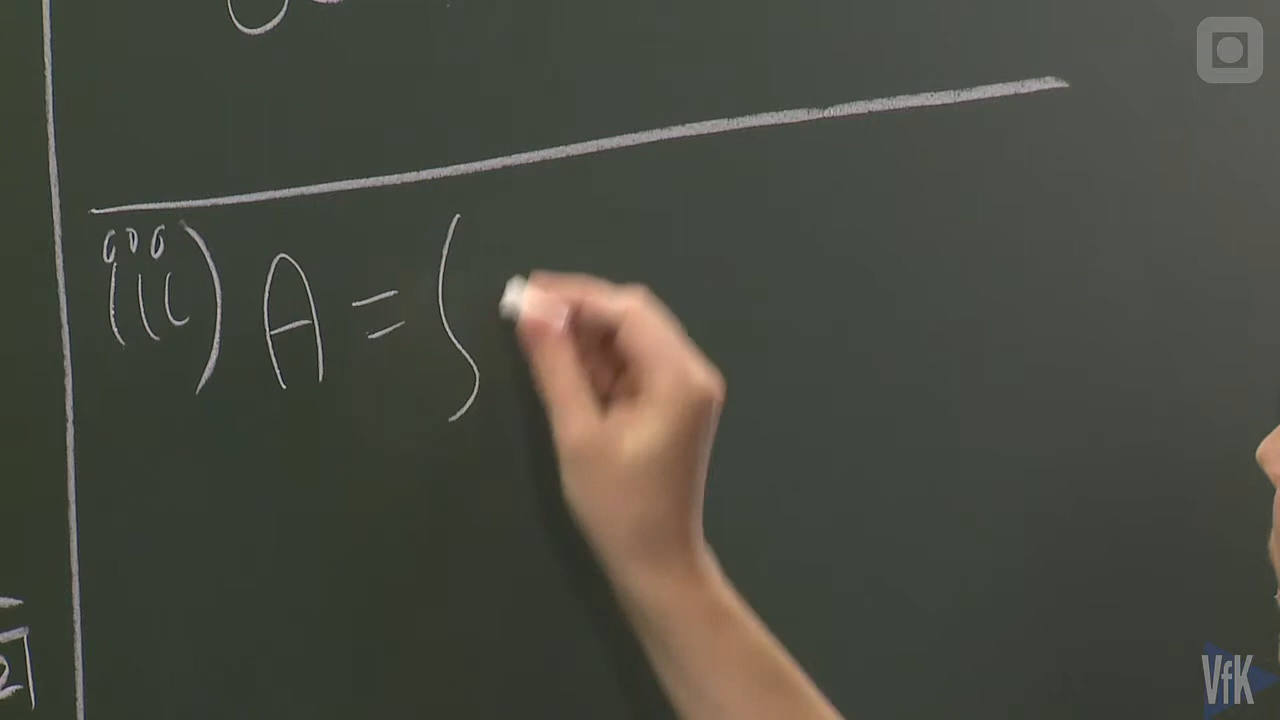 iii) A = (
VfK